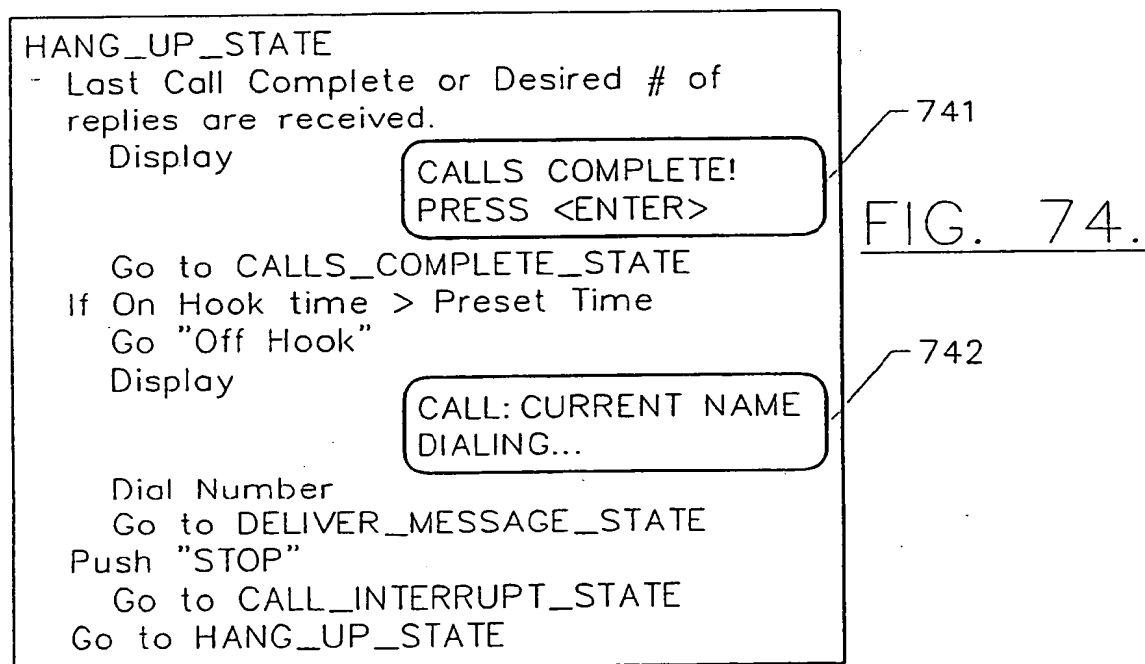 HANG_UP_STATE
Last Call Complete or Desired # of
replies are received.
741
Display
CALLS COMPLETE!
PRESS <ENTER>
FIG. 74.
Go to CALLS_COMPLETE_STATE
If On Hook time > Preset Time
Go "Off Hook"
742
Display
CALL: CURRENT NAME
DIALING...
Dial Number
Go to DELIVER_MESSAGE_STATE
Push "STOP"
Go to CALL_INTERRUPT_STATE
Go to HANG_UP_STATE